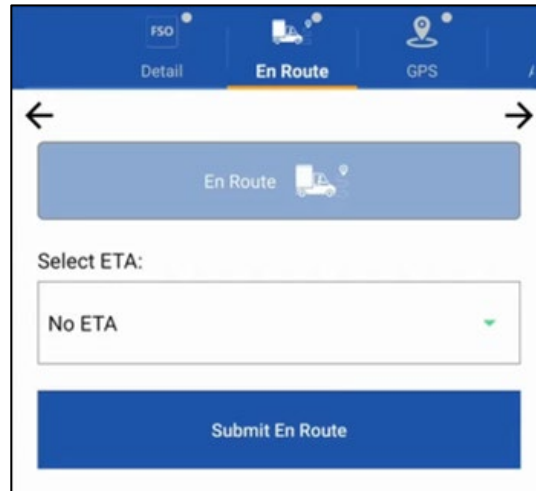 FSO
Detail
En Route
GPS
En Route
Select ETA:
No ETA
Submit En Route